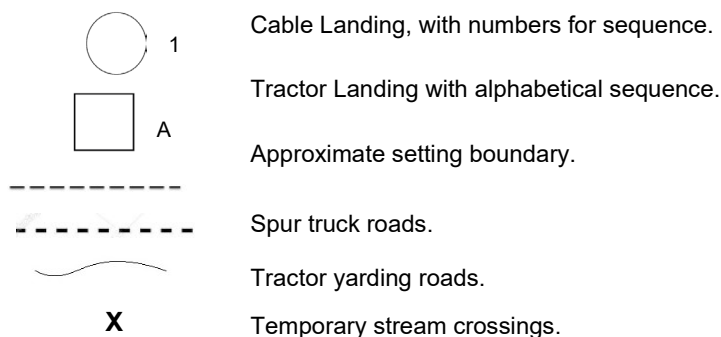 Cable Landing, with numbers for sequence.
1
Tractor Landing with alphabetical sequence.
A
Approximate setting boundary.
Spur truck roads.
Tractor yarding roads.
X
Temporary stream crossings.